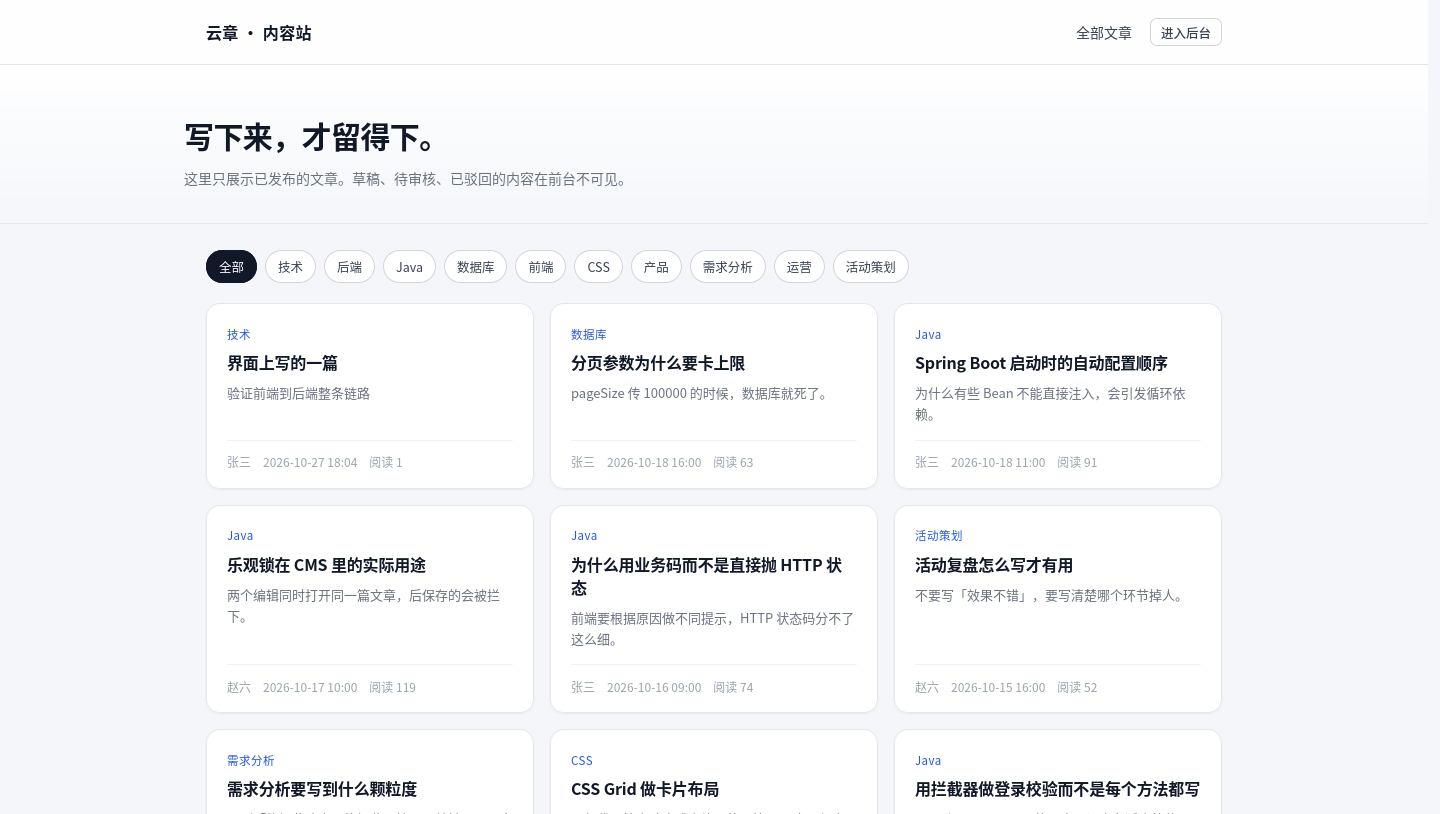 云章 · 内容站
全部文章
进入后台
写下来，才留得下。
这里只展示已发布的文章。草稿、待审核、已驳回的内容在前台不可见。
全部 技术 后端 Java 数据库 前端 CSS 产品 需求分析 运营 活动策划
技术
界面上写的一篇
验证前端到后端整条链路
张三 2026-10-27 18:04 阅读 1
数据库
分页参数为什么要卡上限
pageSize 传 100000 的时候，数据库就死了。
张三 2026-10-18 16:00 阅读 63
Java
Spring Boot 启动时的自动配置顺序
为什么有些 Bean 不能直接注入，会引发循环依
赖。
张三 2026-10-18 11:00 阅读 91
Java
乐观锁在 CMS 里的实际用途
两个编辑同时打开同一篇文章，后保存的会被拦
下。
赵六 2026-10-17 10:00 阅读 119
Java
为什么用业务码而不是直接抛 HTTP 状
态
前端要根据原因做不同提示，HTTP 状态码分不了
这么细。
张三 2026-10-16 09:00 阅读 74
活动策划
活动复盘怎么写才有用
不要写「效果不错」，要写清楚哪个环节掉人。
赵六 2026-10-15 16:00 阅读 52
需求分析
需求分析要写到什么颗粒度
CSS
CSS Grid 做卡片布局
Java
用拦截器做登录校验而不是每个方法都写